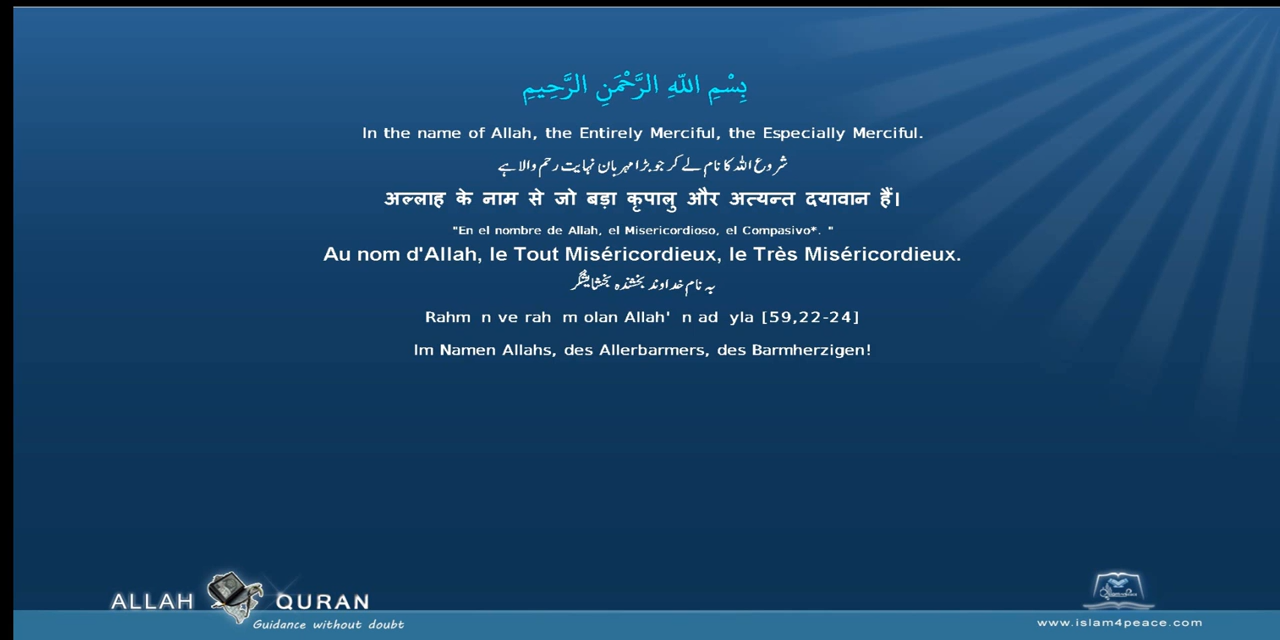 بِسْمِ اللَّهِ الرَّحْمَنِ الرَّحِيمِ
In the name of Allah, the Entirely Merciful, the Especially Merciful.
شروع الله کا نام لے کر جو بڑا مہربان نہایت رحم والا ہے
अल्लाह के नाम से जो बड़ा कृपालु और अत्यन्त दयावान हैं।
"En el nombre de Allah, el Misericordioso, el Compasivo*. "
Au nom d'Allah, le Tout Miséricordieux, le Très Miséricordieux.
به نام خداوند بخشنده بخشایشگر
Rahm n ve rah m olan Allah' n ad yla [59,22-24]
Im Namen Allahs, des Allerbarmers, des Barmherzigen!
ALLAH QURAN
Guidance without doubt
www.islam4peace.com